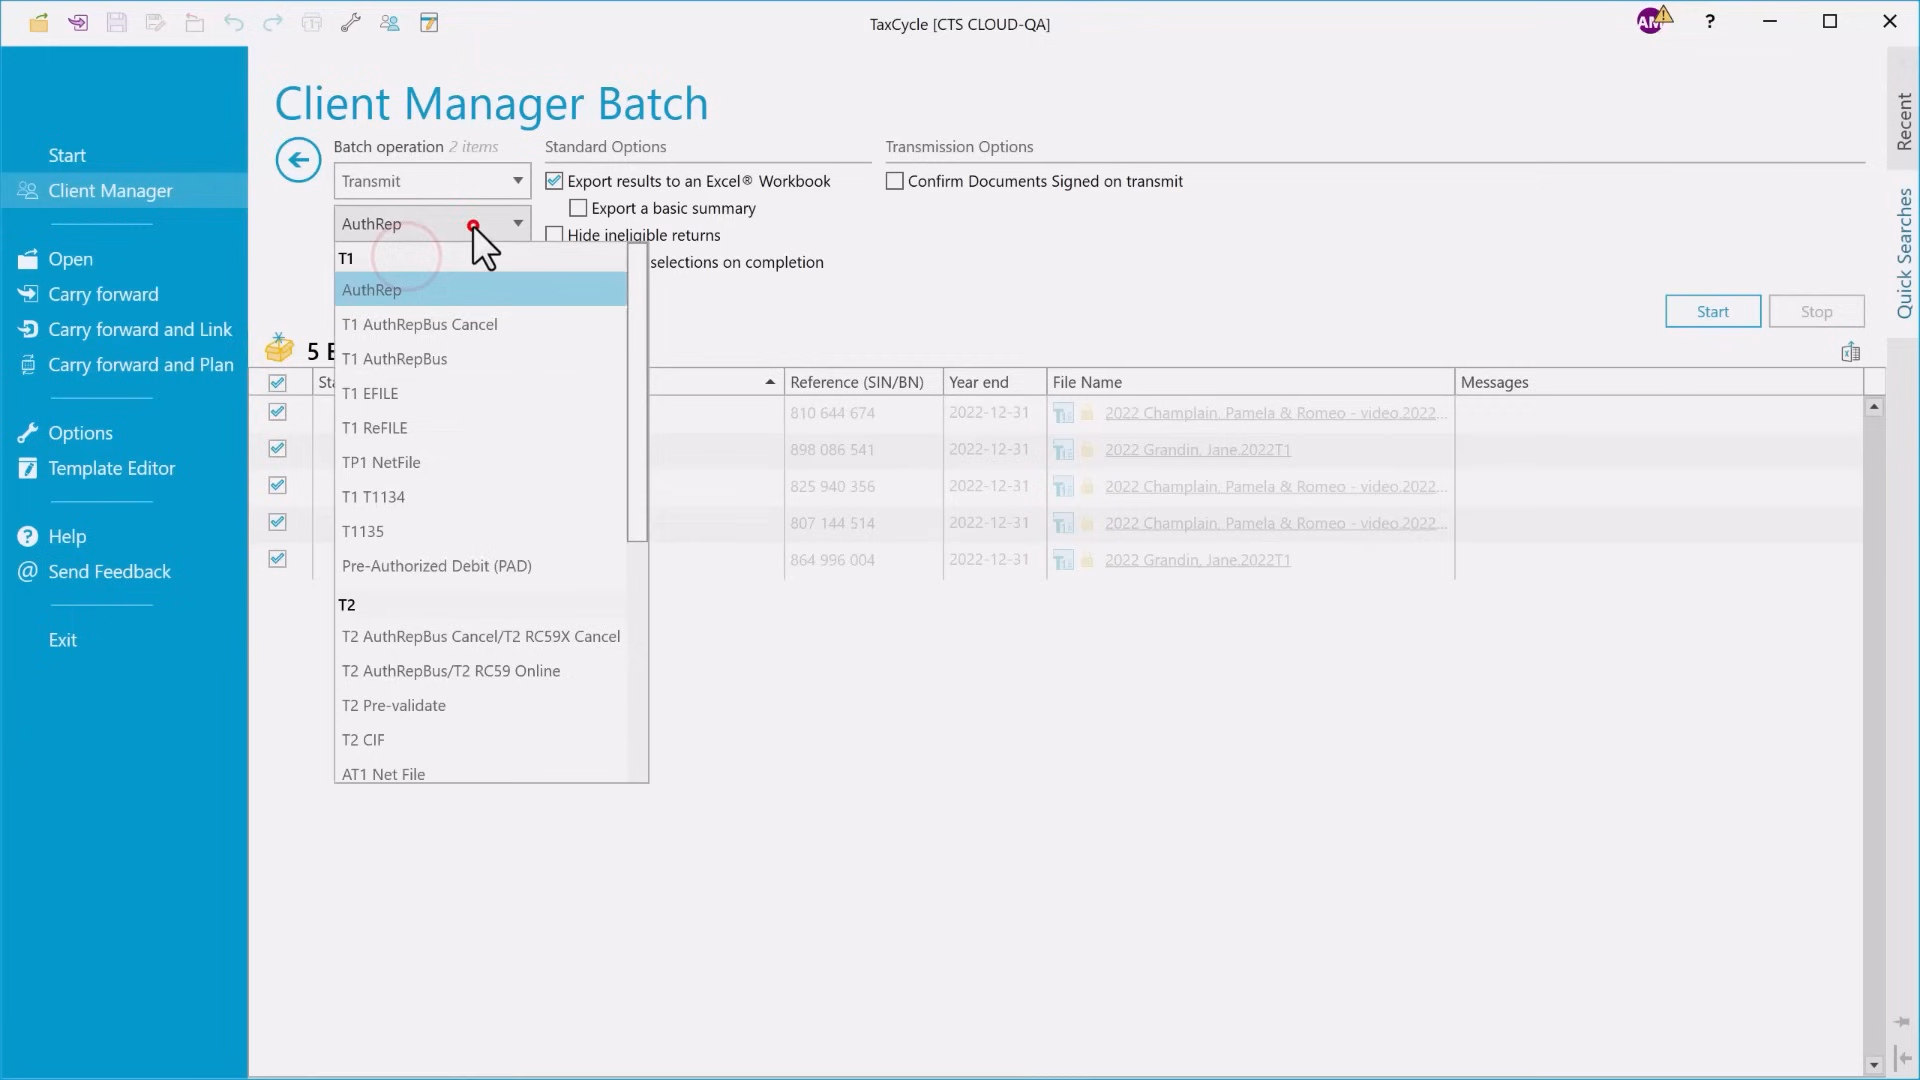 TaxCycle [CTS CLOUD-QA]
AM
?
Client Manager Batch
Start
Client Manager
Open
Carry forward
Carry forward and Link
Carry forward and Plan
Options
Template Editor
Help
Send Feedback
Exit
Batch operation 2 items
Transmit
AuthRep
Standard Options
Export results to an Excel® Workbook
Export a basic summary
Hide ineligible returns
selections on completion
Transmission Options
Confirm Documents Signed on transmit
Start
Stop
T1
AuthRep
T1 AuthRepBus Cancel
T1 AuthRepBus
T1 EFILE
T1 ReFILE
TP1 NetFile
T1 T1134
T1135
Pre-Authorized Debit (PAD)
T2
T2 AuthRepBus Cancel/T2 RC59X Cancel
T2 AuthRepBus/T2 RC59 Online
T2 Pre-validate
T2 CIF
AT1 Net File
5
Reference (SIN/BN) Year end File Name Messages
810 644 674 2022-12-31 2022 Champlain, Pamela & Romeo - video.2022...
898 086 541 2022-12-31 2022 Grandin, Jane.2022T1
825 940 356 2022-12-31 2022 Champlain, Pamela & Romeo - video.2022...
807 144 514 2022-12-31 2022 Champlain, Pamela & Romeo - video.2022...
864 996 004 2022-12-31 2022 Grandin, Jane.2022T1
Recent
Quick Searches